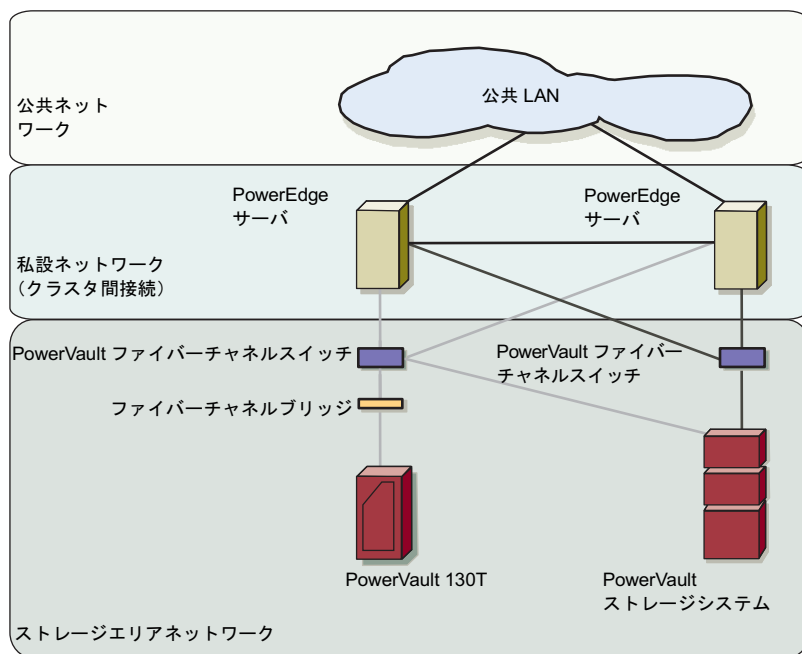 公共 LAN
公共ネット
ワーク
PowerEdge
サーバ
PowerEdge
サーバ
私設ネットワーク
(クラスタ間接続)
PowerVault ファイバーチャネルスイッチ
PowerVault ファイバー
チャネルスイッチ
ファイバーチャネルブリッジ
PowerVault 130T
PowerVault
ストレージシステム
ストレージエリアネットワーク